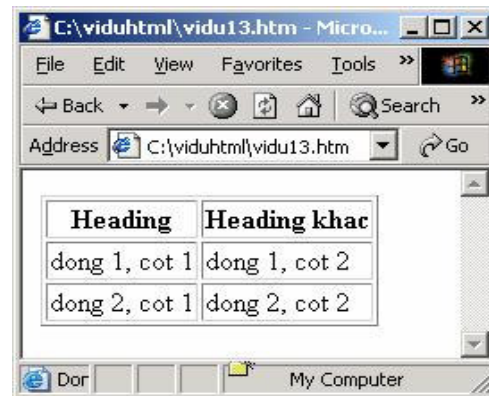 C:\viduhtml\vidu13.htm - Micro...
File Edit View Favorites Tools »
Back Search »
Address C:\viduhtml\vidu13.htm Go
Heading Heading khac
dong 1, cot 1 dong 1, cot 2
dong 2, cot 1 dong 2, cot 2
Dor My Computer